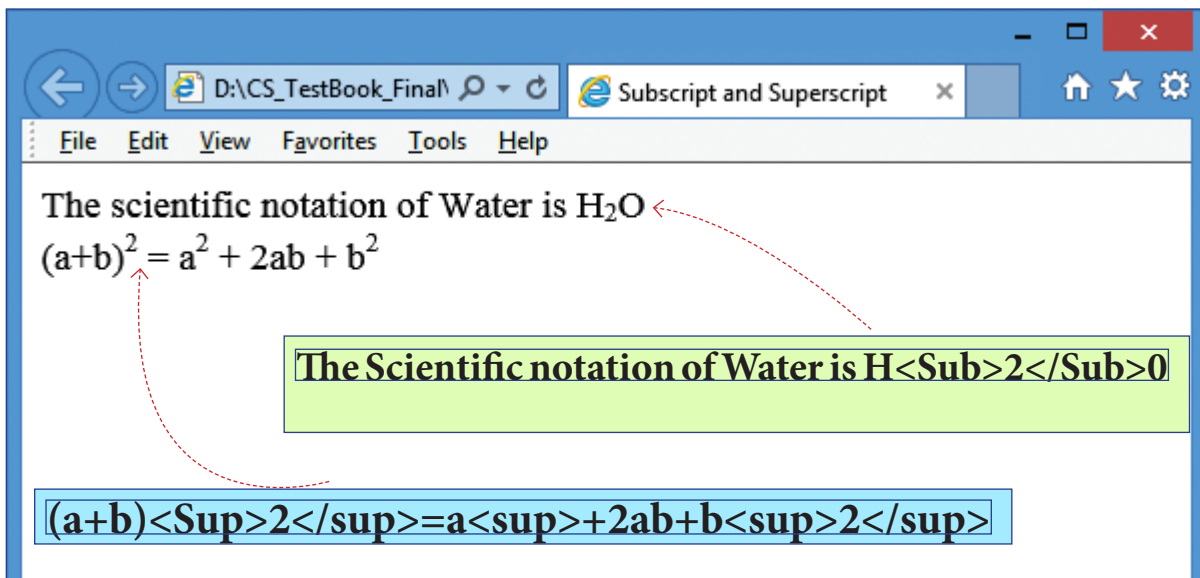 D:\CS_TestBook_Final\
Subscript and Superscript
File Edit View Favorites Tools Help
The scientific notation of Water is H₂O
(a+b)² = a² + 2ab + b²
The Scientific notation of Water is H<Sub>2</Sub>0
(a+b)<Sup>2</sup>=a<sup>+2ab+b<sup>2</sup>